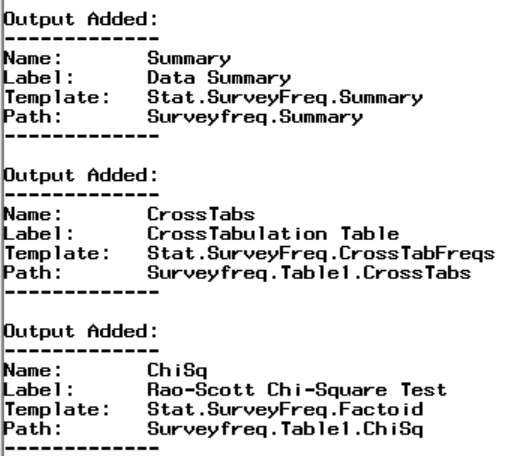 Output Added:
-------------
Name: Summary
Label: Data Summary
Template: Stat.SurveyFreq.Summary
Path: Surveyfreq.Summary
-------------
Output Added:
-------------
Name: CrossTabs
Label: CrossTabulation Table
Template: Stat.SurveyFreq.CrossTabFreqs
Path: Surveyfreq.Table1.CrossTabs
-------------
Output Added:
-------------
Name: ChiSq
Label: Rao-Scott Chi-Square Test
Template: Stat.SurveyFreq.Factoid
Path: Surveyfreq.Table1.ChiSq
-------------